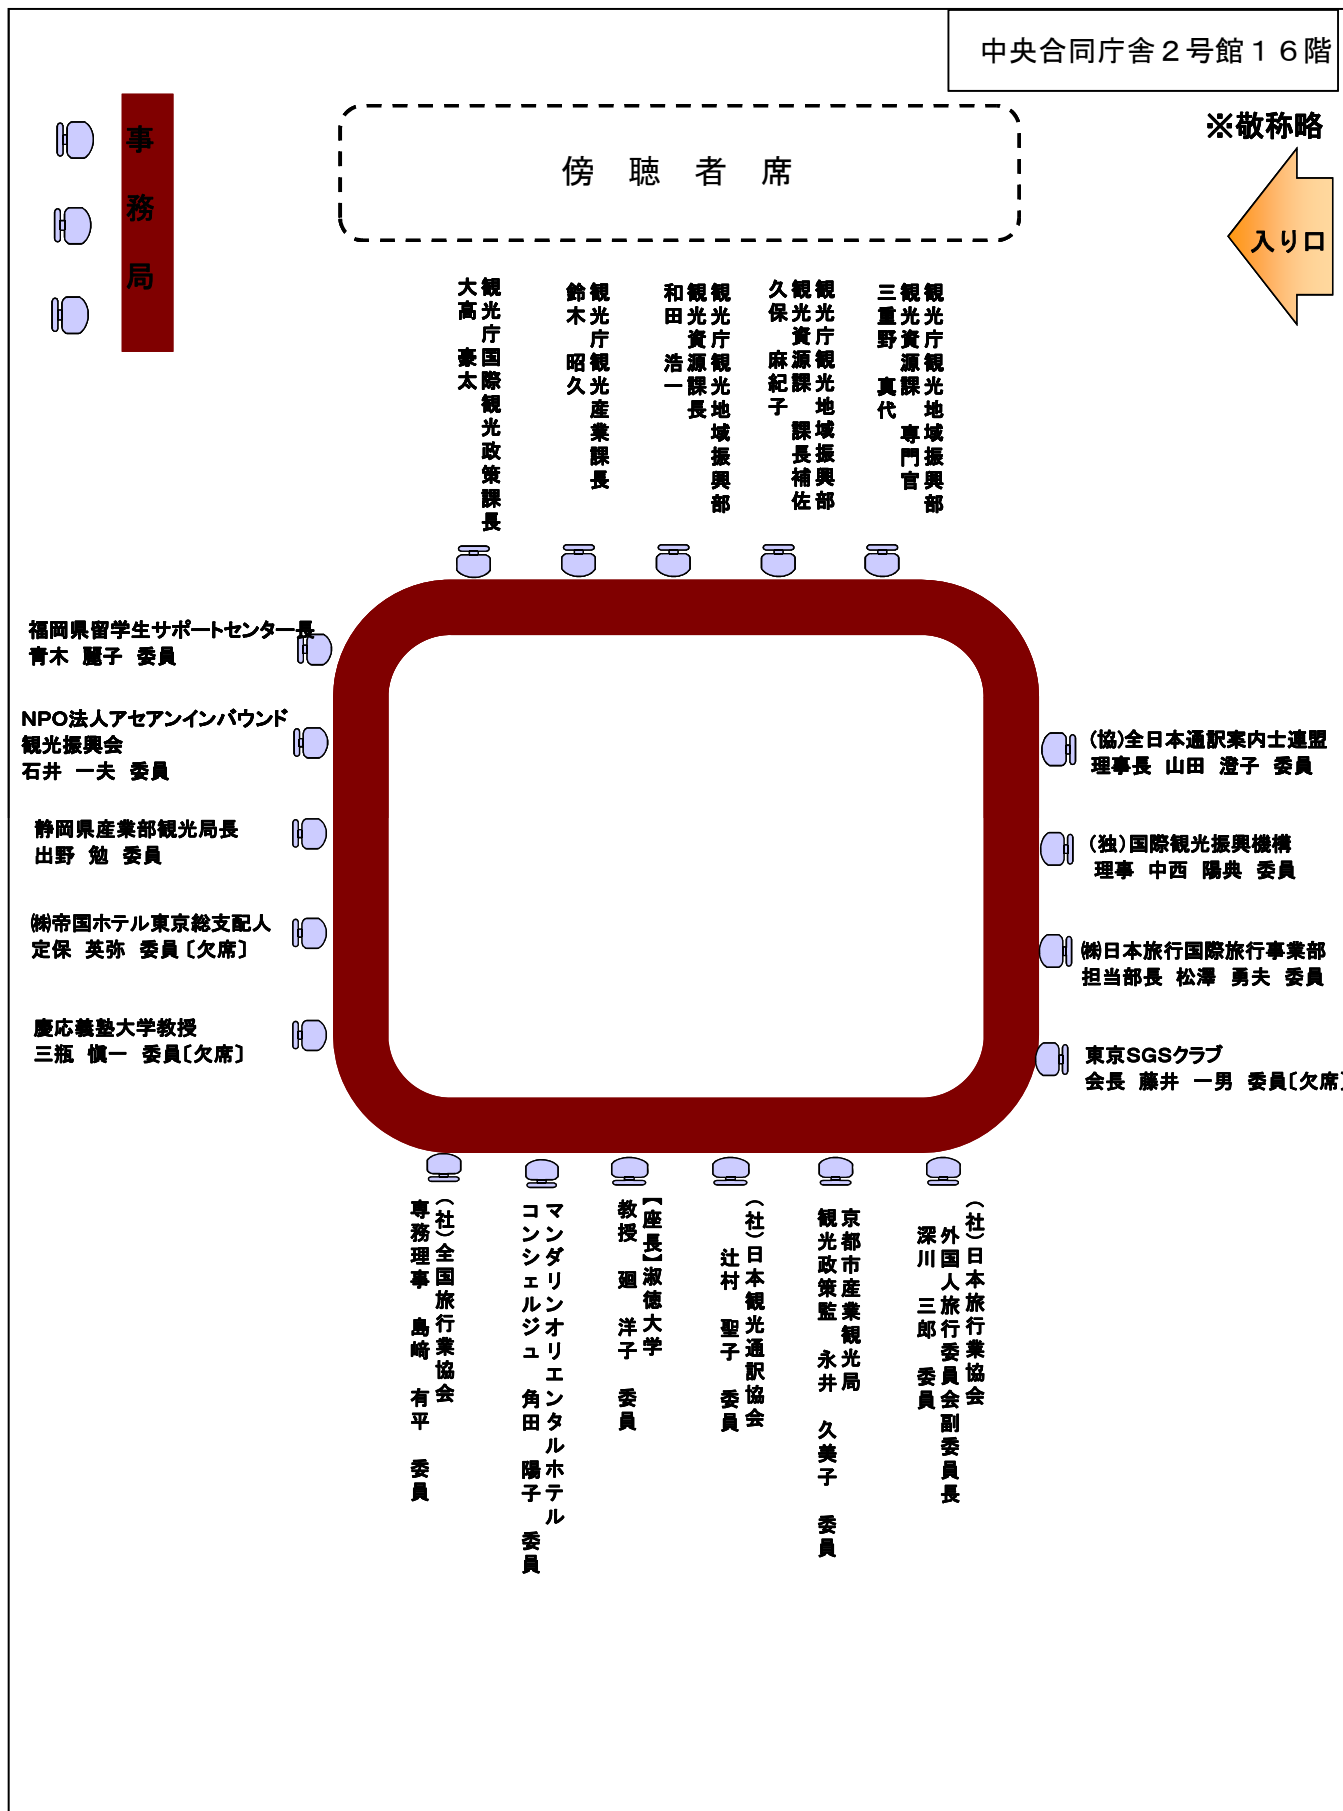 中央合同庁舎２号館１６階
※敬称略
入り口
事務局
傍聴者席
観光庁国際観光政策課長
大高　豪太
観光庁観光産業課長
鈴木　昭久
観光庁観光地域振興部
観光資源課長
和田　浩一
観光庁観光地域振興部
観光資源課　課長補佐
久保　麻紀子
観光庁観光地域振興部
観光資源課　専門官
三重野　真代
福岡県留学生サポートセンター長
青木　麗子　委員
NPO法人アセアンインバウンド
観光振興会
石井　一夫　委員
静岡県産業部観光局長
出野　勉　委員
㈱帝国ホテル東京総支配人
定保　英弥　委員〔欠席〕
慶応義塾大学教授
三瓶　愼一　委員〔欠席〕
（協）全日本通訳案内士連盟
理事長　山田　澄子　委員
（独）国際観光振興機構
理事　中西　陽典　委員
㈱日本旅行国際旅行事業部
担当部長　松澤　勇夫　委員
東京SGSクラブ
会長　藤井　一男　委員〔欠席〕
（社）全国旅行業協会
専務理事　島﨑　有平　委員
マンダリンオリエンタルホテル
コンシェルジュ　角田　陽子　委員
【座長】淑徳大学
教授　廻　洋子　委員
（社）日本観光通訳協会
辻村　聖子　委員
京都市産業観光局
観光政策監　永井　久美子　委員
（社）日本旅行業協会
外国人旅行委員会副委員長
深川　三郎　委員